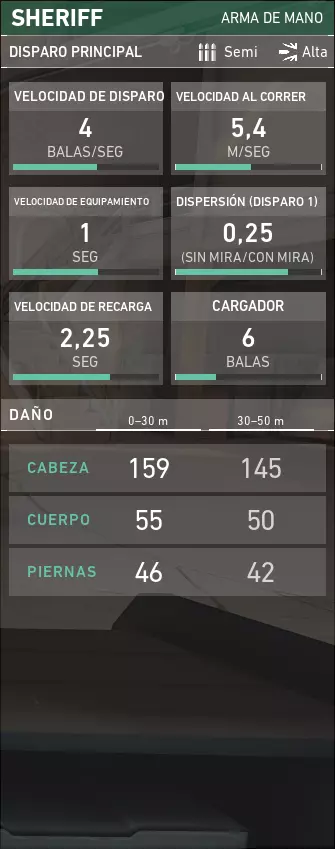 SHERIFF ARMA DE MANO
DISPARO PRINCIPAL Semi Alta
VELOCIDAD DE DISPARO VELOCIDAD AL CORRER
4 5,4
BALAS/SEG M/SEG
VELOCIDAD DE EQUIPAMIENTO DISPERSIÓN (DISPARO 1)
1 0,25
SEG (SIN MIRA/CON MIRA)
VELOCIDAD DE RECARGA CARGADOR
2,25 6
SEG BALAS
DAÑO 0–30 m 30–50 m
CABEZA 159 145
CUERPO 55 50
PIERNAS 46 42